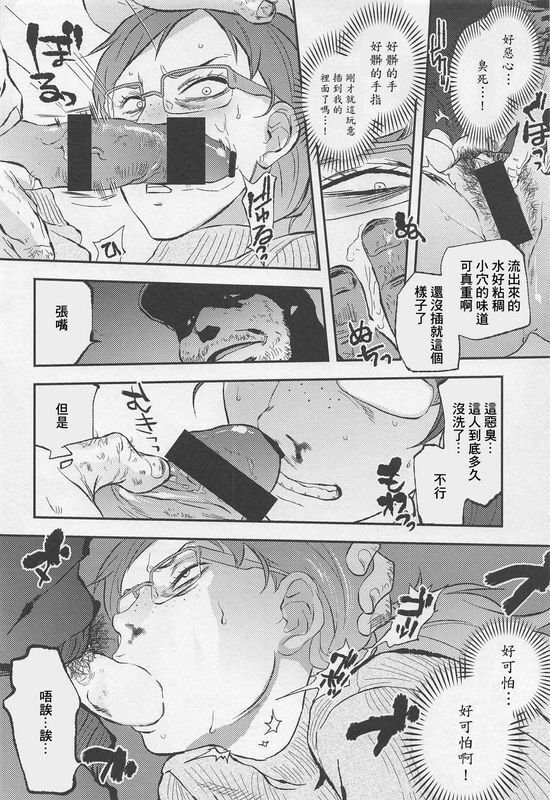 好惡心…
臭死…!
好髒的手
好髒的手指
剛才就這玩意
插到我的
裡面了嗎…!
流出來的
水好粘稠
小穴的味道
可真重啊
還沒插就這個
樣子了
張嘴
這惡臭…
這人到底多久
沒洗了…
不行
但是
好可怕…
好可怕啊!
唔誒…誒…